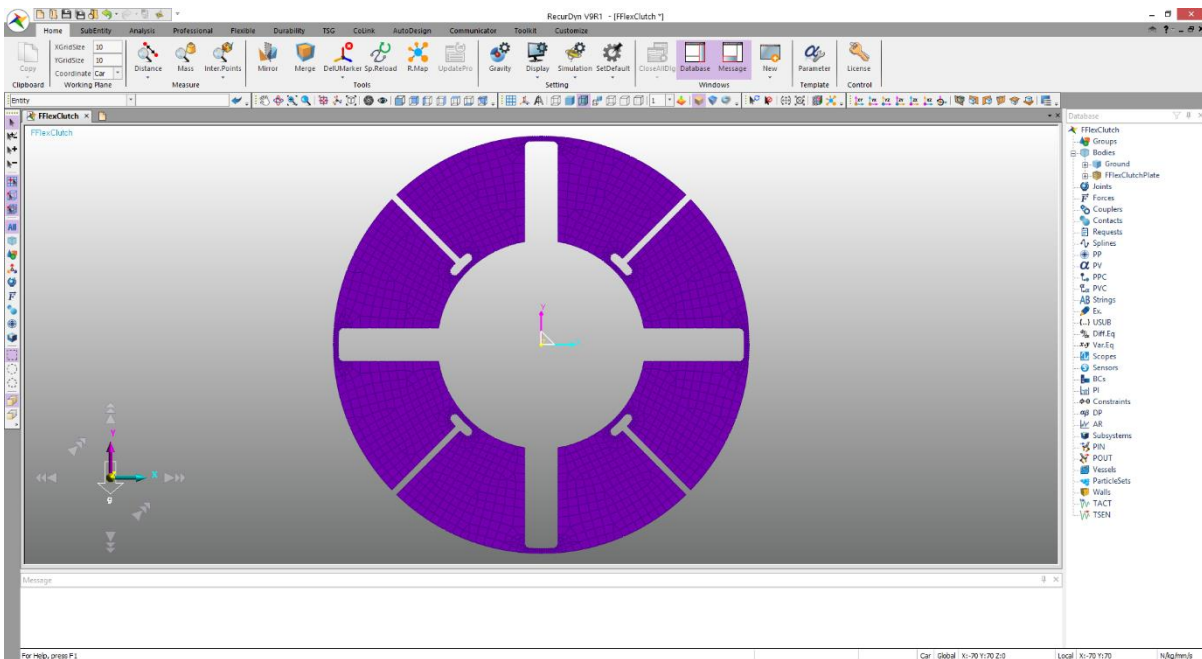 RecurDyn V9R1 - [FFlexClutch *]
Home SubEntity Analysis Professional Flexible Durability TSG CoLink AutoDesign Communicator Toolkit Customize
XGridSize 10
YGridSize 10
Coordinate Car
Copy Distance Mass Inter.Points Mirror Merge DelUMarker Sp.Reload R.Map UpdatePro Gravity Display Simulation SetDefault CloseAllDlg Database Message New Parameter License
Clipboard Working Plane Measure Tools Setting Windows Template Control
Entity
1
FFlexClutch
FFlexClutch
All
Y
Y
X
g
Database
FFlexClutch
Groups
Bodies
Ground
FFlexClutchPlate
Joints
Forces
Couplers
Contacts
Requests
Splines
PP
PV
PPC
PVC
AB Strings
Ex.
{..} USUB
Diff.Eq
Var.Eq
Scopes
Sensors
BCs
PI
Constraints
DP
AR
Subsystems
PIN
POUT
Vessels
ParticleSets
Walls
TACT
TSEN
Message
For Help, press F1
Car Global X:-70 Y:70 Z:0 Local X:-70 Y:70 N/kg/mm/s